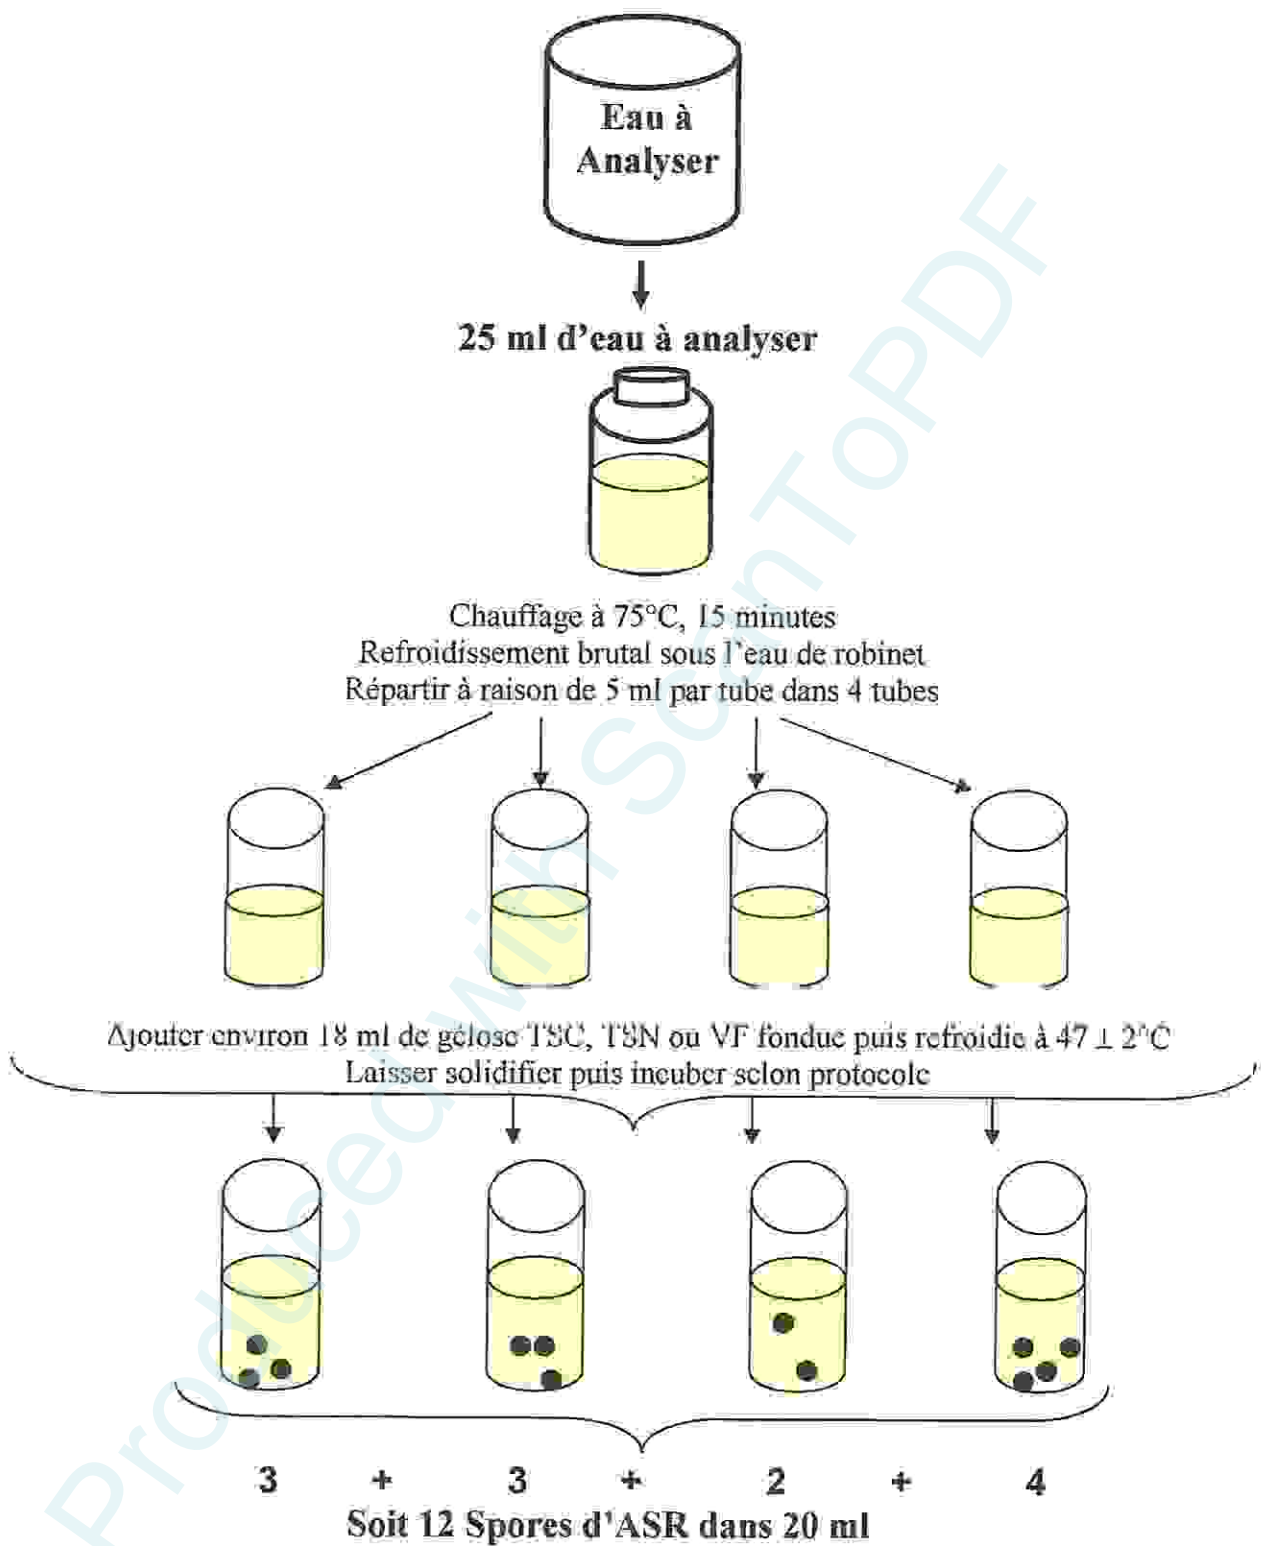 Eau à
Analyser
25 ml d'eau à analyser
Chauffage à 75°C, 15 minutes
Refroidissement brutal sous l'eau de robinet
Répartir à raison de 5 ml par tube dans 4 tubes
Ajouter environ 18 ml de gélose TSC, TSN ou VF fondue puis refroidie à 47 ± 2°C
Laisser solidifier puis incuber selon protocole
3 + 3 + 2 + 4
Soit 12 Spores d'ASR dans 20 ml
Produced with ScanToPDF